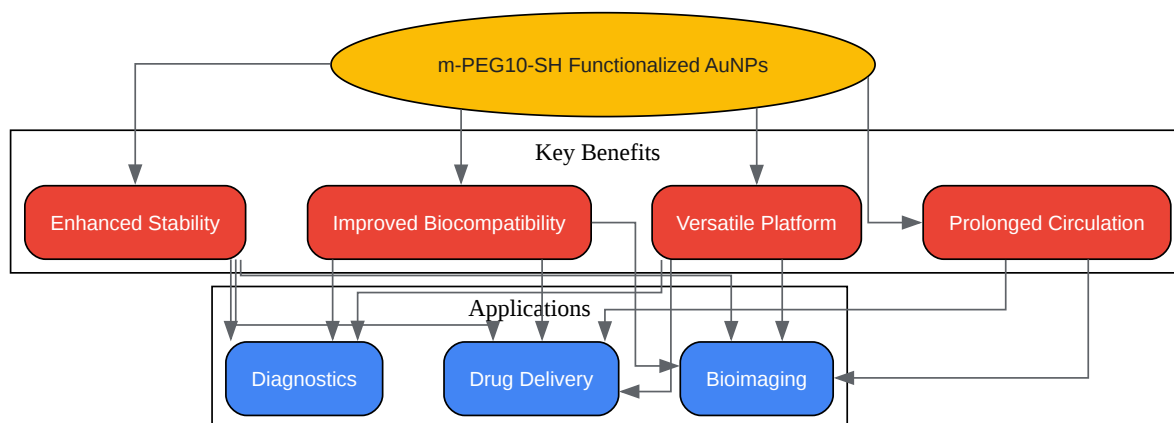 m-PEG10-SH Functionalized AuNPs
Key Benefits
Enhanced Stability
Improved Biocompatibility
Versatile Platform
Prolonged Circulation
Applications
Diagnostics
Drug Delivery
Bioimaging